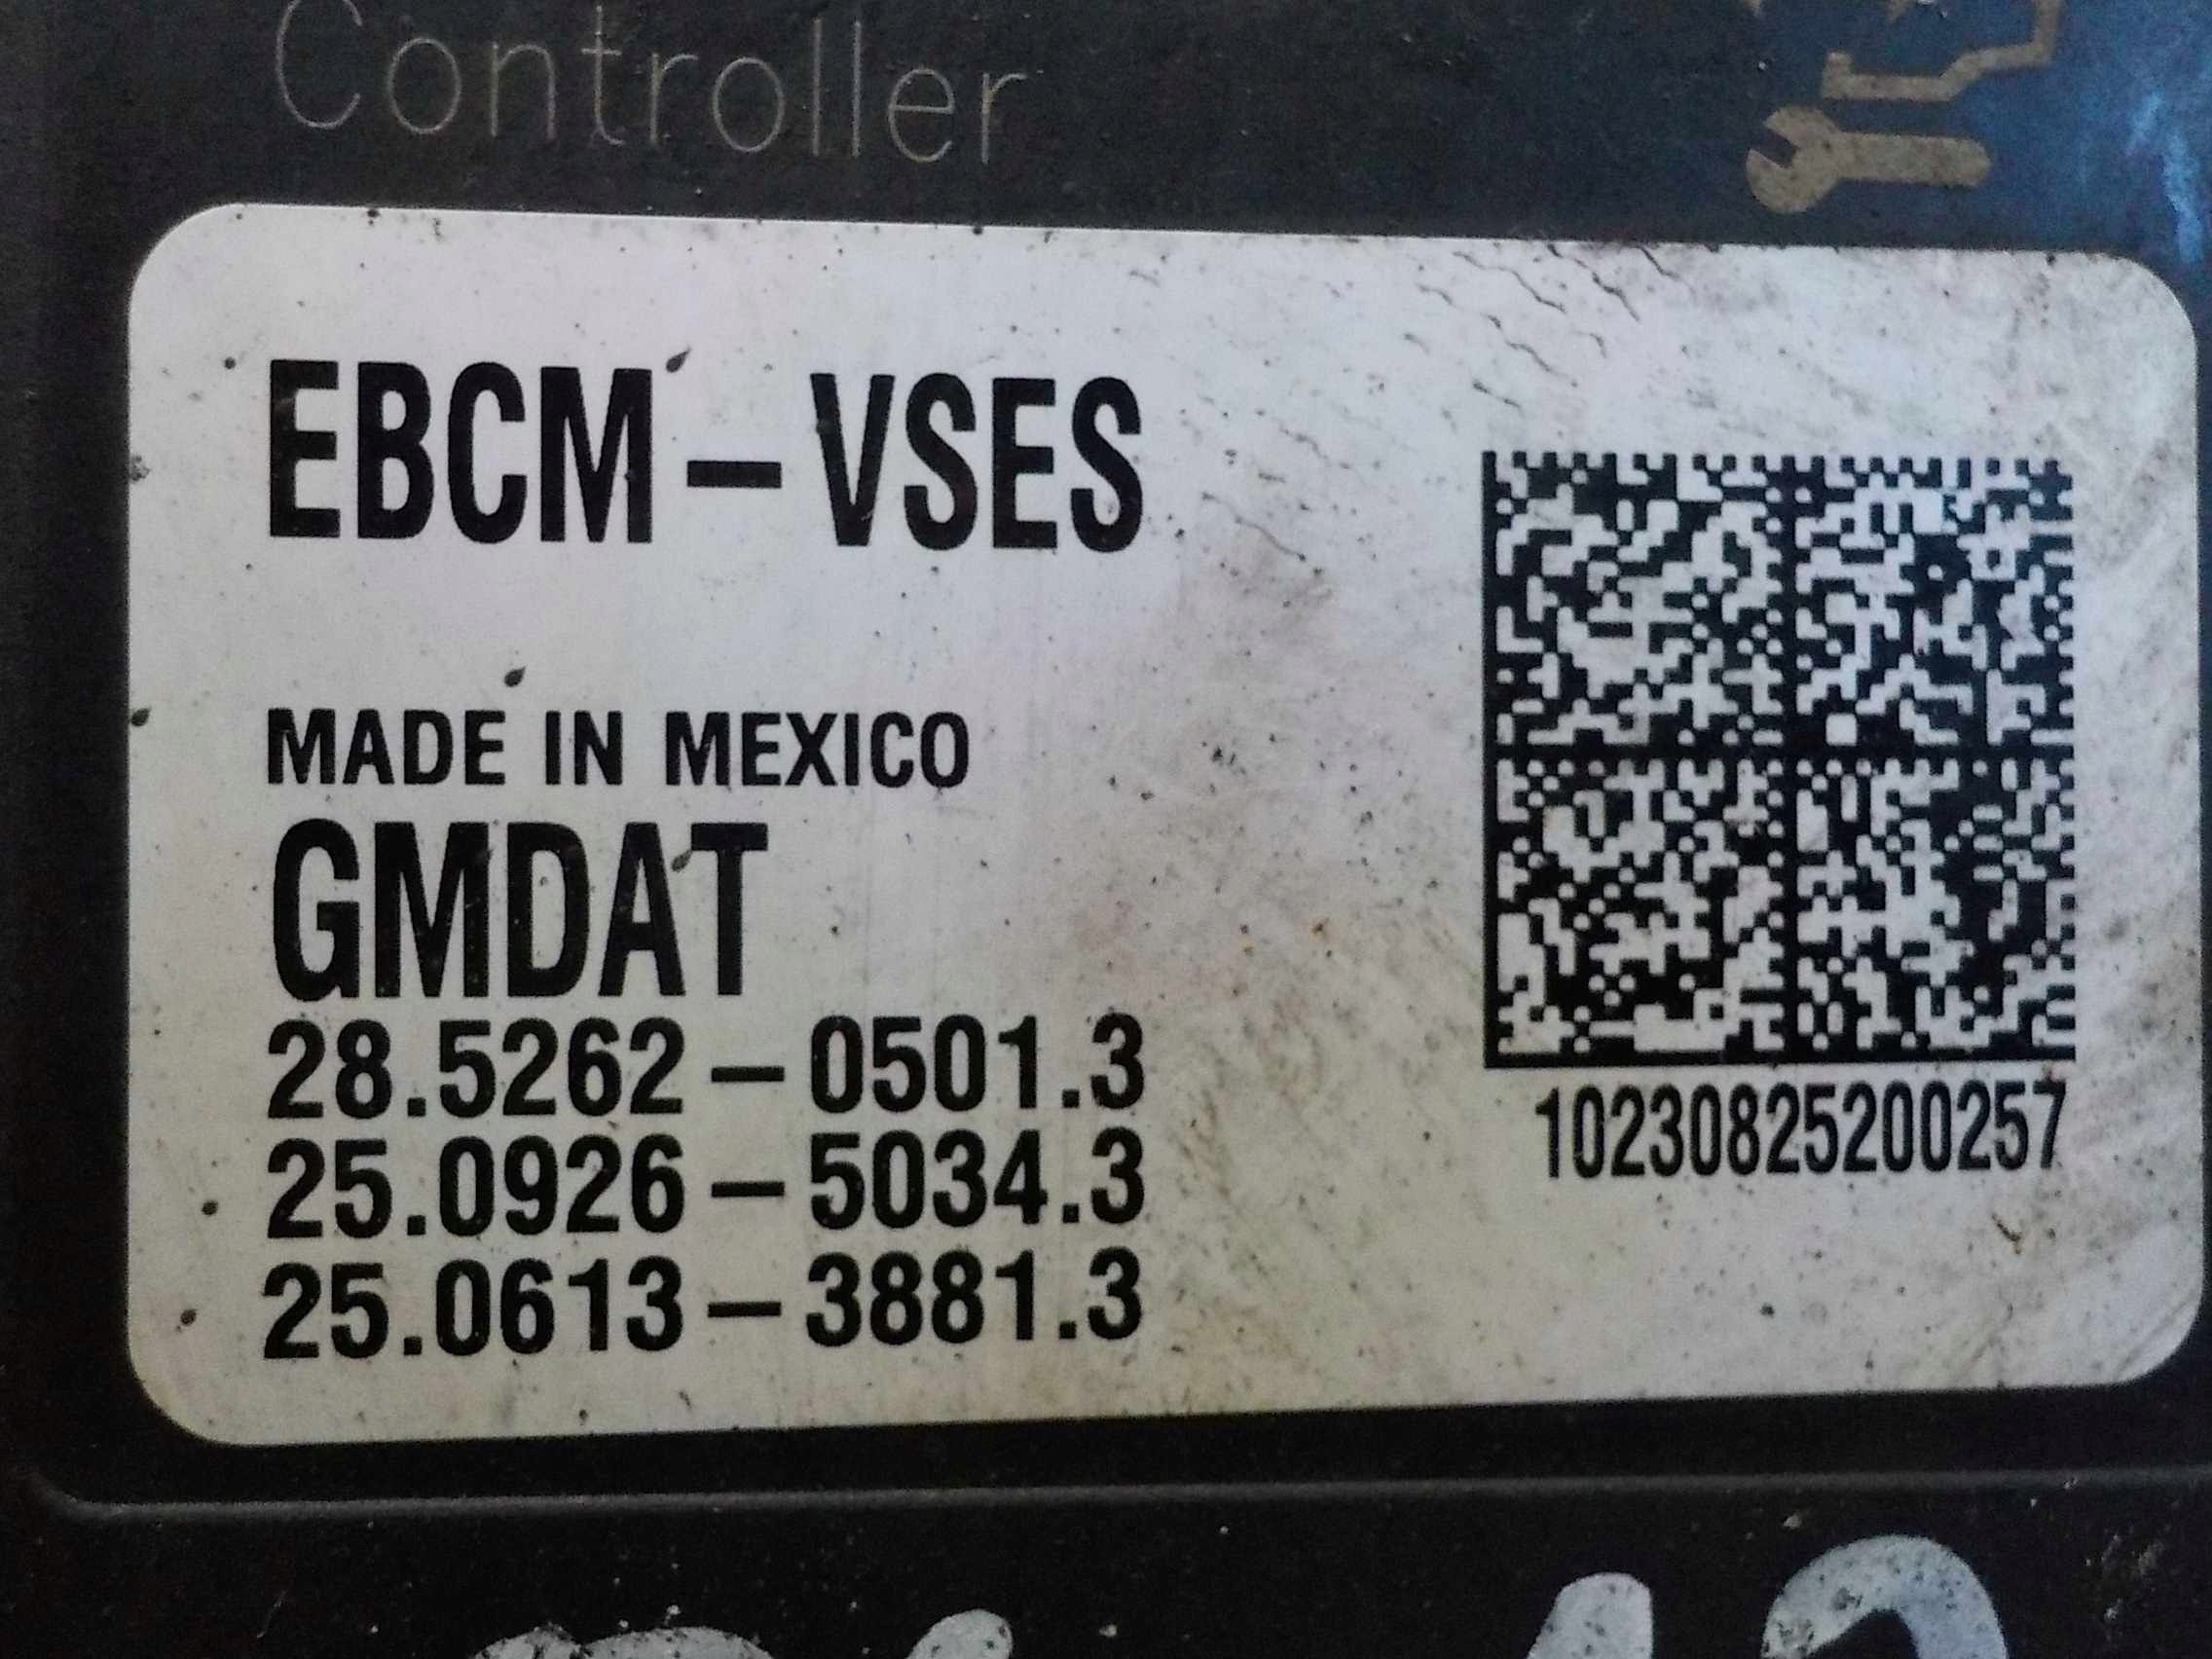 Controller
EBCM-VSES
MADE IN MEXICO
GMDAT
28.5262-0501.3
25.0926-5034.3
25.0613-3881.3
10230825200257